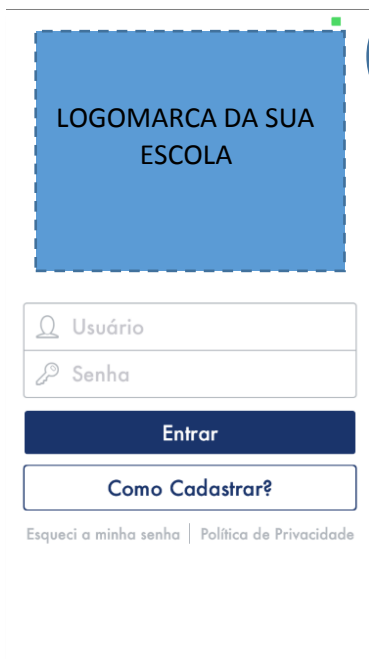 LOGOMARCA DA SUA
ESCOLA
Usuário
Senha
Entrar
Como Cadastrar?
Esqueci a minha senha | Política de Privacidade